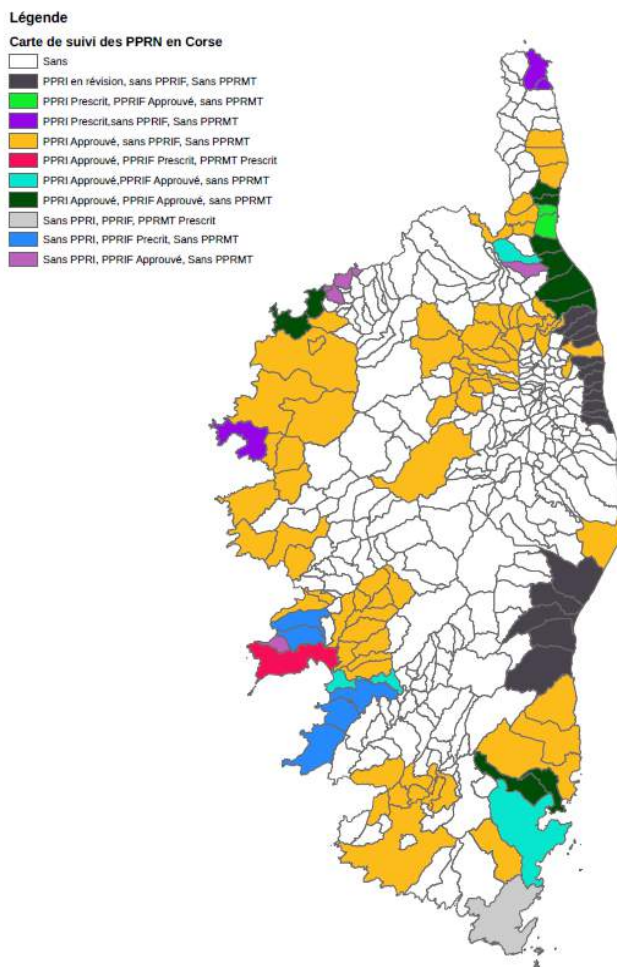 Légende
Carte de suivi des PPRN en Corse
Sans
PPRI en révision, sans PPRIF, Sans PPRMT
PPRI Prescrit, PPRIF Approuvé, sans PPRMT
PPRI Prescrit,sans PPRIF, Sans PPRMT
PPRI Approuvé, sans PPRIF, Sans PPRMT
PPRI Approuvé, PPRIF Prescrit, PPRMT Prescrit
PPRI Approuvé,PPRIF Approuvé, sans PPRMT
PPRI Approuvé, PPRIF Approuvé, sans PPRMT
Sans PPRI, PPRIF, PPRMT Prescrit
Sans PPRI, PPRIF Precrit, Sans PPRMT
Sans PPRI, PPRIF Approuvé, Sans PPRMT